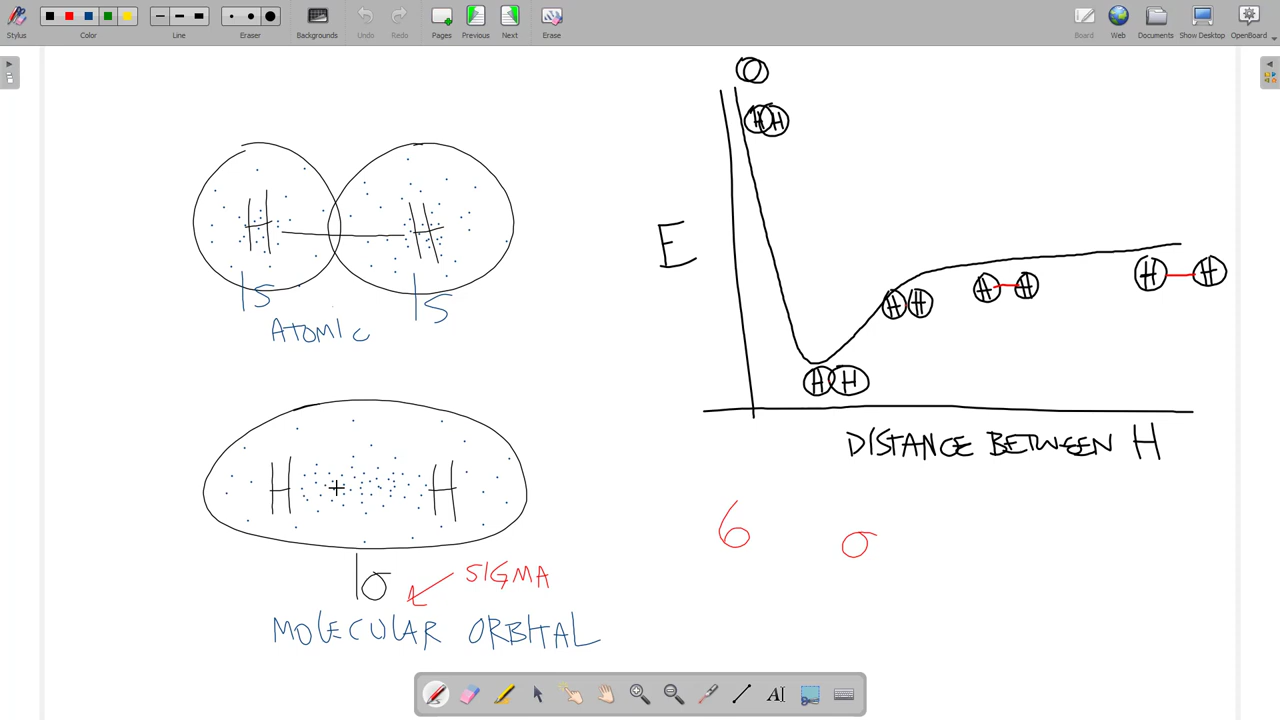 Stylus
Color
Line
Eraser
Backgrounds
Undo
Redo
Pages
Previous
Next
Erase
Board
Web
Documents
Show Desktop
OpenBoard
H H
1s 1s
ATOMIC
H H
1σ
SIGMA
MOLECULAR ORBITAL
E
H H
H H
H H
H H
H H
DISTANCE BETWEEN H
6 σ
AI